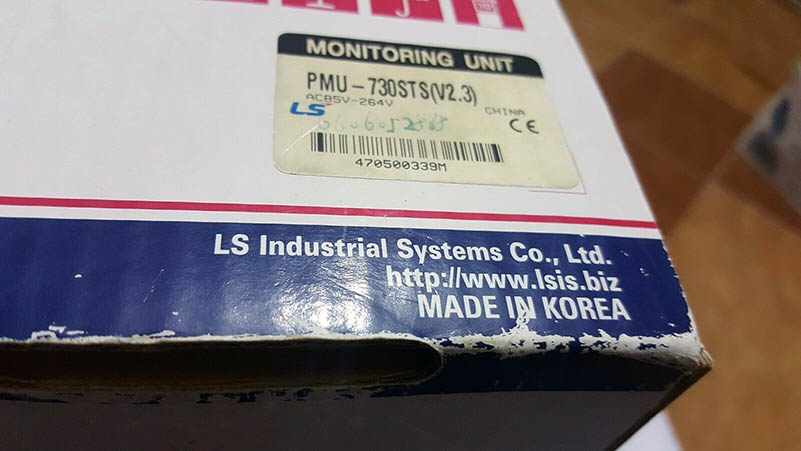 MONITORING UNIT
PMU-730STS(V2.3)
AC85V-264V
LS
CHINA
CE
470500339M
LS Industrial Systems Co., Ltd.
http://www.lsis.biz
MADE IN KOREA